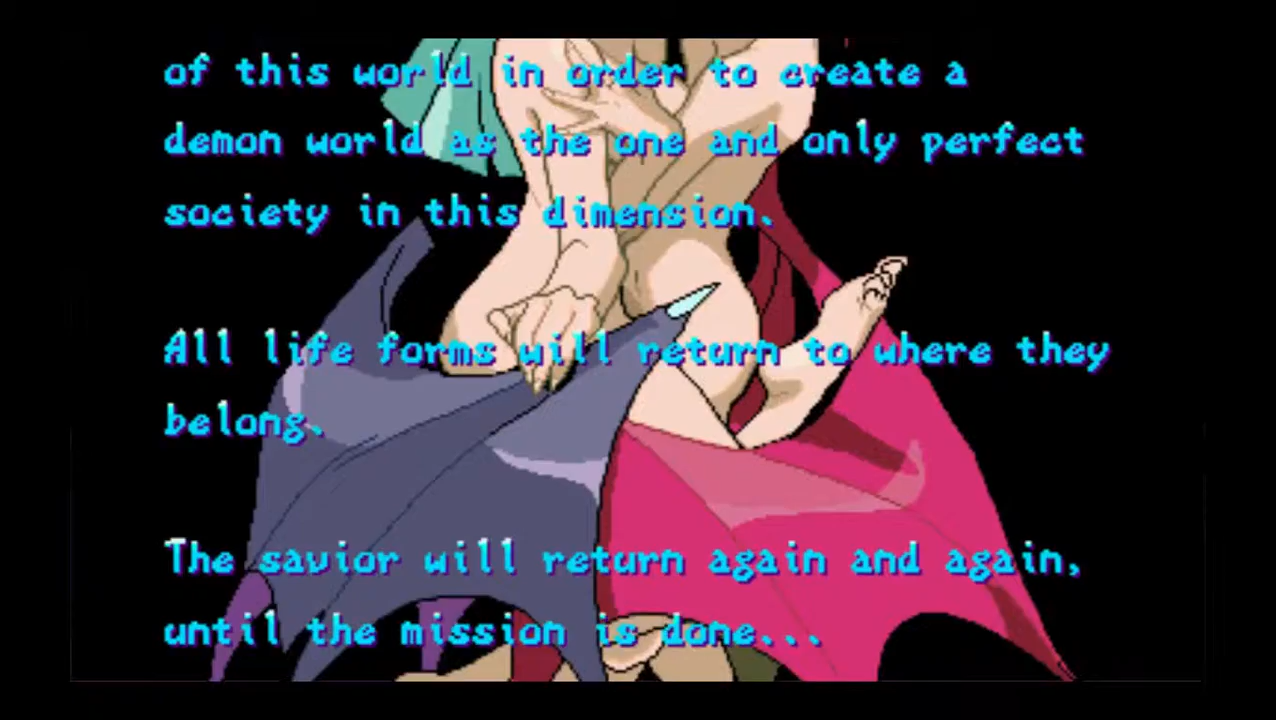 of this world in order to create a
demon world as the one and only perfect
society in this dimension.
All life forms will return to where they
belong.
The savior will return again and again,
until the mission is done...